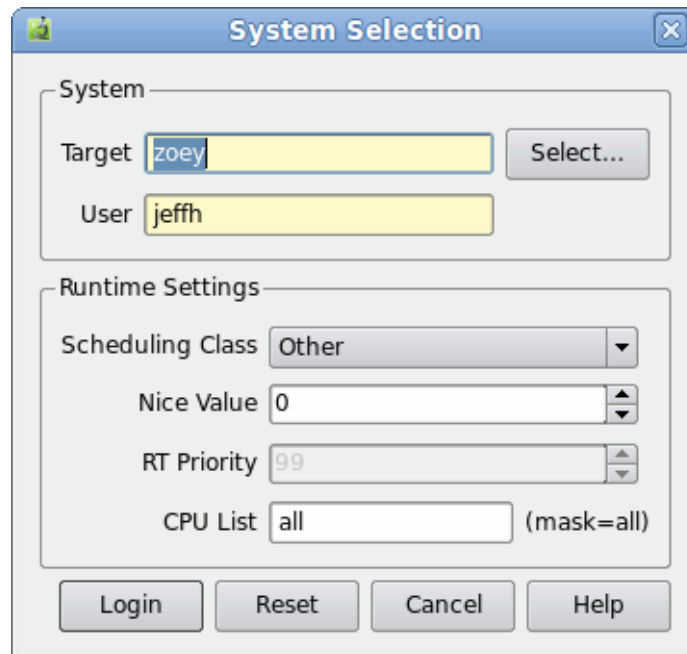 System Selection
System
Target zoey Select...
User jeffh
Runtime Settings
Scheduling Class Other
Nice Value 0
RT Priority 99
CPU List all (mask=all)
Login Reset Cancel Help